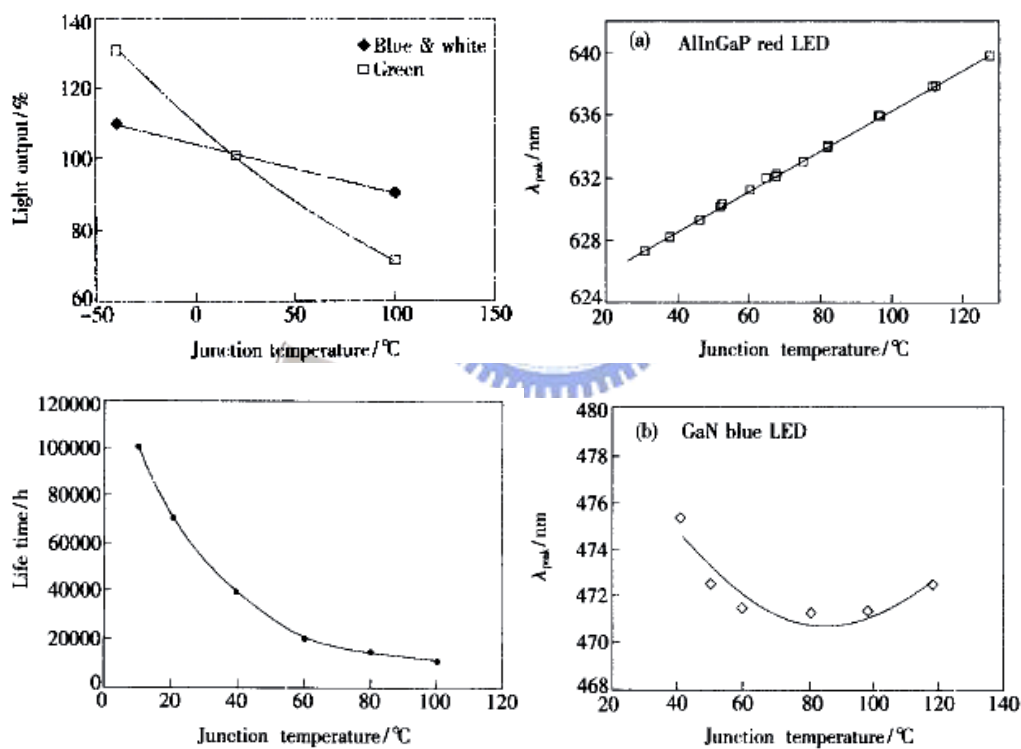 140
120
100
80
60
Light output/%
◆ Blue & white
□ Green
-50 0 50 100 150
Junction temperature/℃
(a) AlInGaP red LED
640
636
632
628
624
λpeak/nm
20 40 60 80 100 120
Junction temperature/℃
120000
100000
80000
60000
40000
20000
0
Life time/h
0 20 40 60 80 100 120
Junction temperature/℃
480
(b) GaN blue LED
478
476
474
472
470
468
λpeak/nm
20 40 60 80 100 120 140
Junction temperature/℃